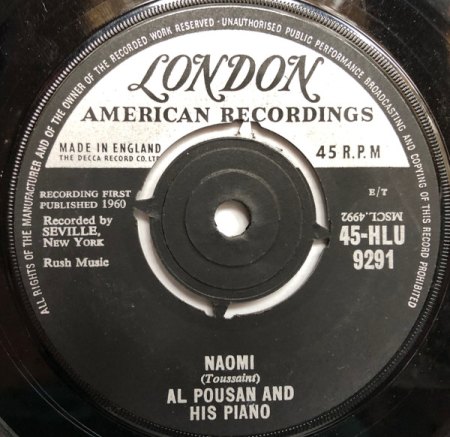 ALL RIGHTS OF THE MANUFACTURER AND OF THE OWNER OF THE RECORDED WORK RESERVED · UNAUTHORISED PUBLIC PERFORMANCE BROADCASTING AND COPYING OF THIS RECORD PROHIBITED
LONDON
AMERICAN RECORDINGS
MADE IN ENGLAND
THE DECCA RECORD CO. LTD
45 R.P.M
RECORDING FIRST
PUBLISHED 1960
E/T
Recorded by
SEVILLE,
New York
MSCL.4992
Rush Music
45-HLU
9291
NAOMI
(Toussaint)
AL POUSAN AND
HIS PIANO